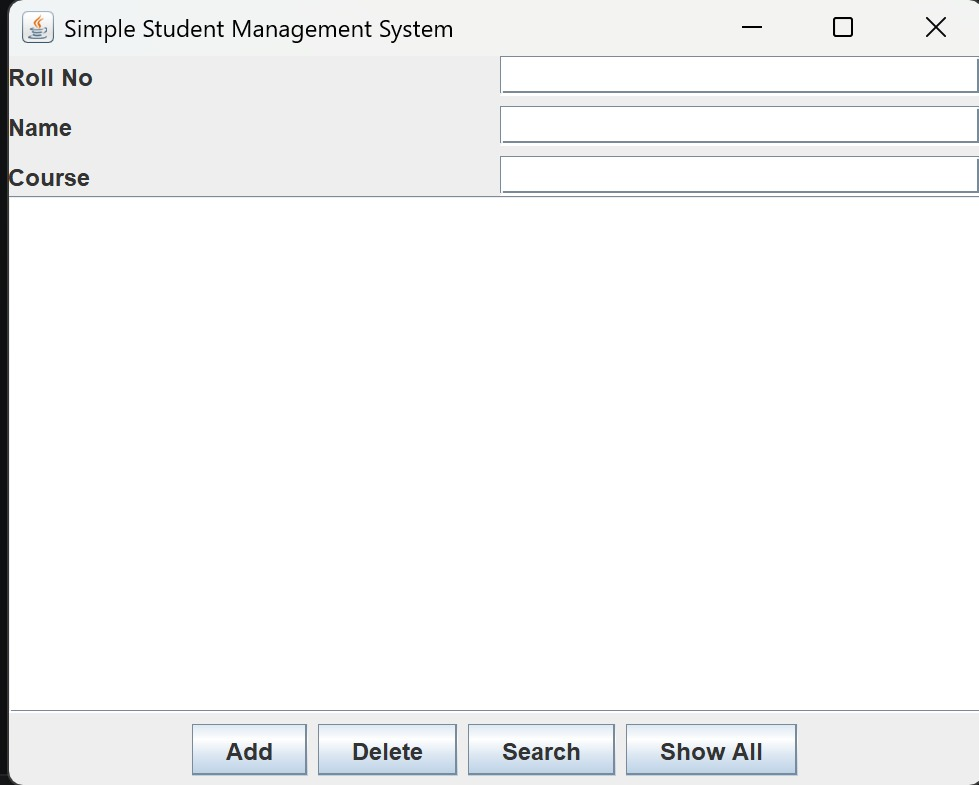 Simple Student Management System
Roll No
Name
Course
Add Delete Search Show All